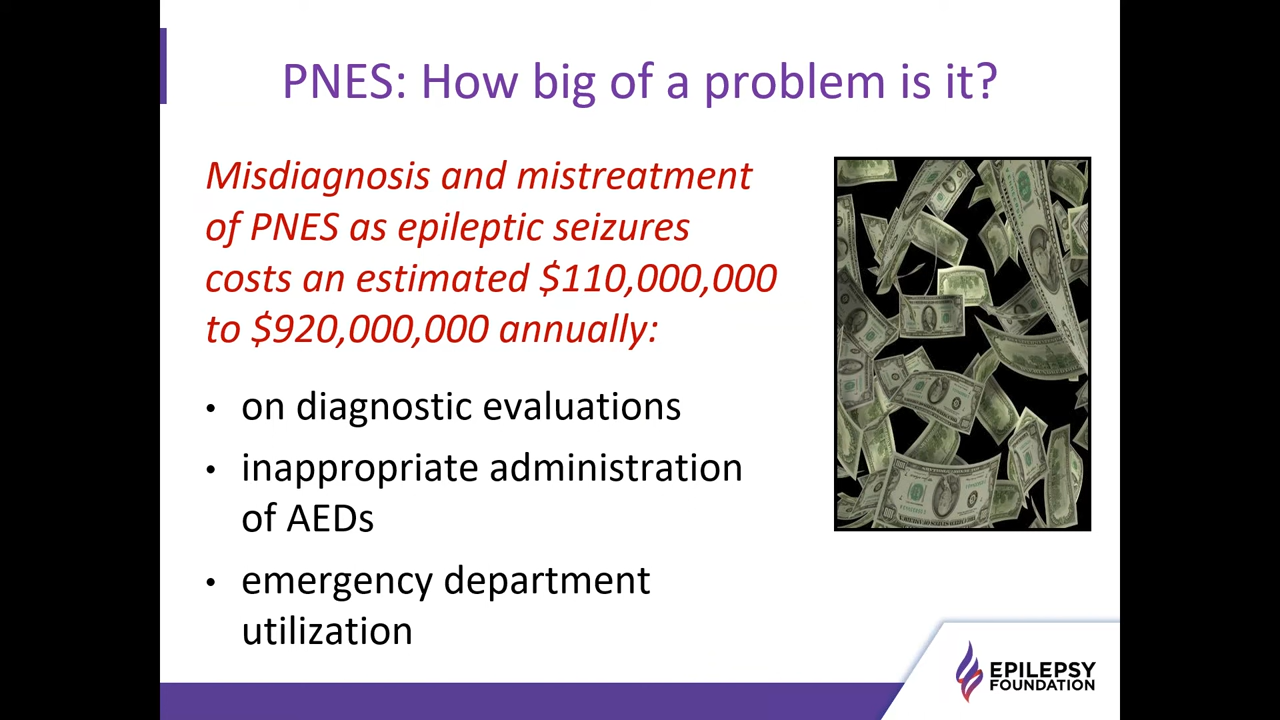 PNES: How big of a problem is it?
Misdiagnosis and mistreatment
of PNES as epileptic seizures
costs an estimated $110,000,000
to $920,000,000 annually:
• on diagnostic evaluations
• inappropriate administration
of AEDs
• emergency department
utilization
EPILEPSY
FOUNDATION